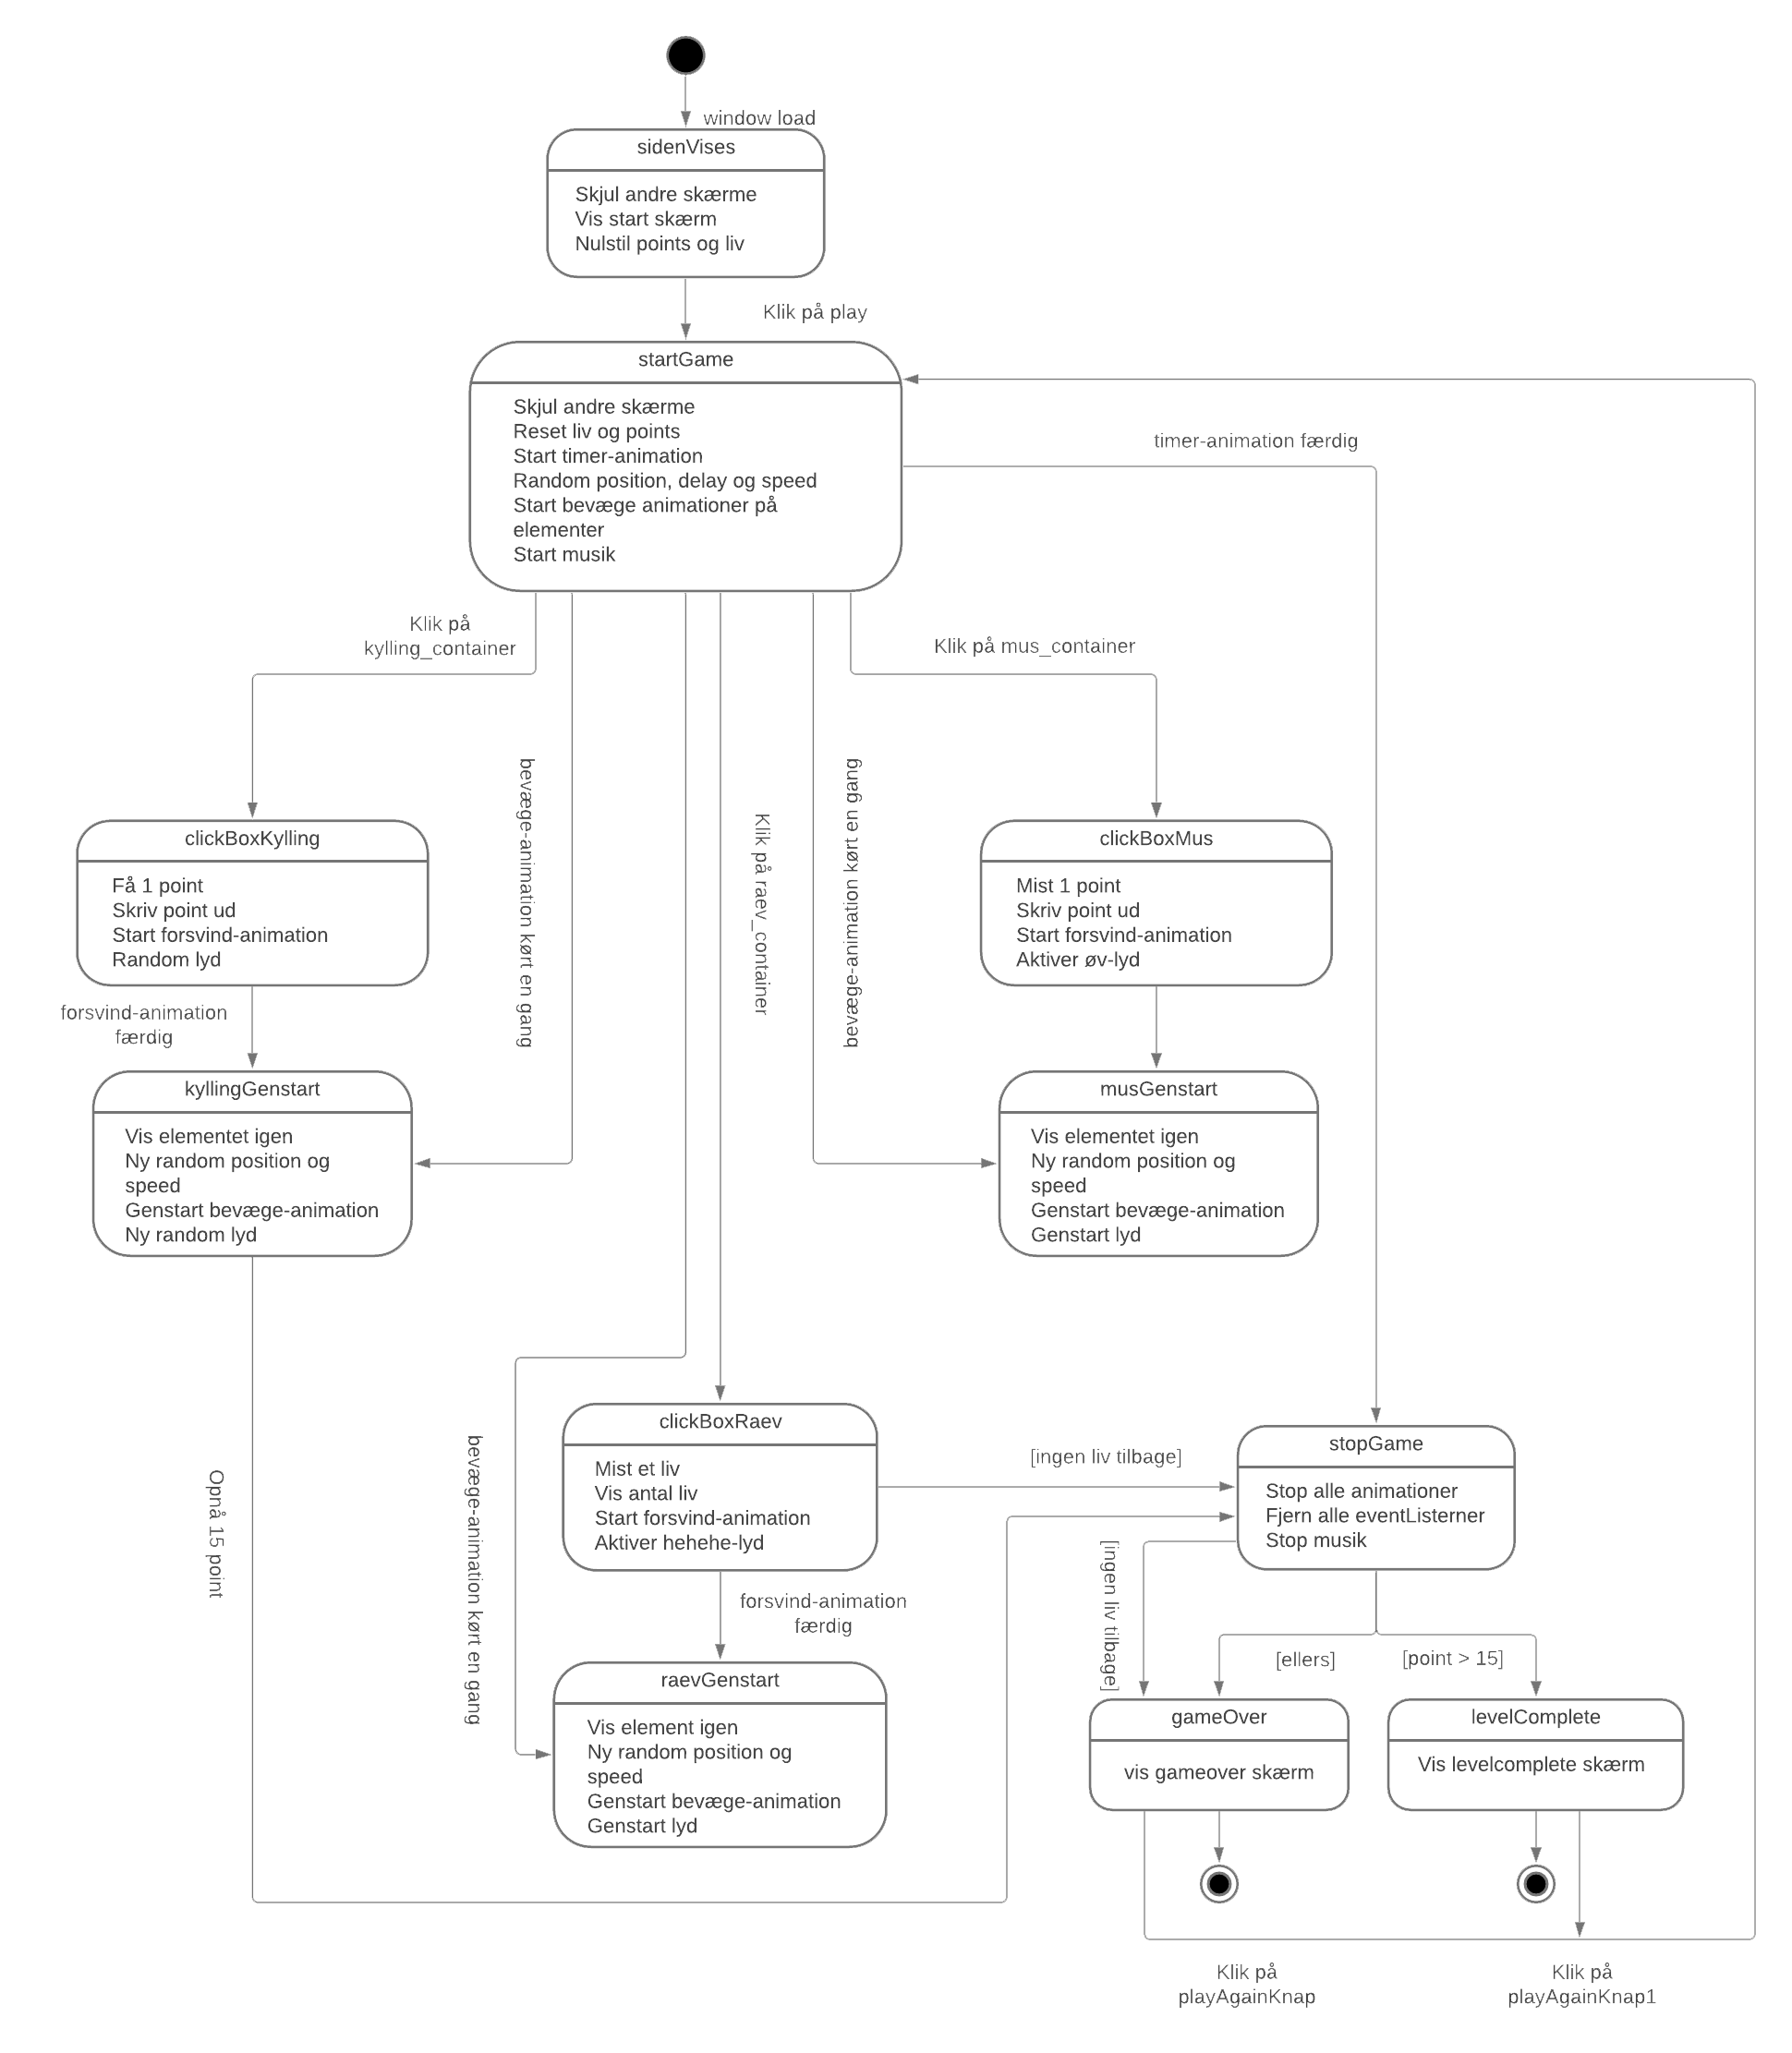 window load
sidenVises
Skjul andre skærme
Vis start skærm
Nulstil points og liv
Klik på play
startGame
Skjul andre skærme
Reset liv og points
Start timer-animation
Random position, delay og speed
Start bevæge animationer på
elementer
Start musik
timer-animation færdig
Klik på
kylling_container
Klik på mus_container
bevæge-animation kørt en gang
Klik på raev_container
bevæge-animation kørt en gang
clickBoxKylling
Få 1 point
Skriv point ud
Start forsvind-animation
Random lyd
clickBoxMus
Mist 1 point
Skriv point ud
Start forsvind-animation
Aktiver øv-lyd
forsvind-animation
færdig
kyllingGenstart
Vis elementet igen
Ny random position og
speed
Genstart bevæge-animation
Ny random lyd
musGenstart
Vis elementet igen
Ny random position og
speed
Genstart bevæge-animation
Genstart lyd
Opnå 15 point
bevæge-animation kørt en gang
clickBoxRaev
Mist et liv
Vis antal liv
Start forsvind-animation
Aktiver hehehe-lyd
[ingen liv tilbage]
stopGame
Stop alle animationer
Fjern alle eventListerner
Stop musik
[ingen liv tilbage]
forsvind-animation
færdig
[ellers]
[point > 15]
raevGenstart
Vis element igen
Ny random position og
speed
Genstart bevæge-animation
Genstart lyd
gameOver
vis gameover skærm
levelComplete
Vis levelcomplete skærm
Klik på
playAgainKnap
Klik på
playAgainKnap1